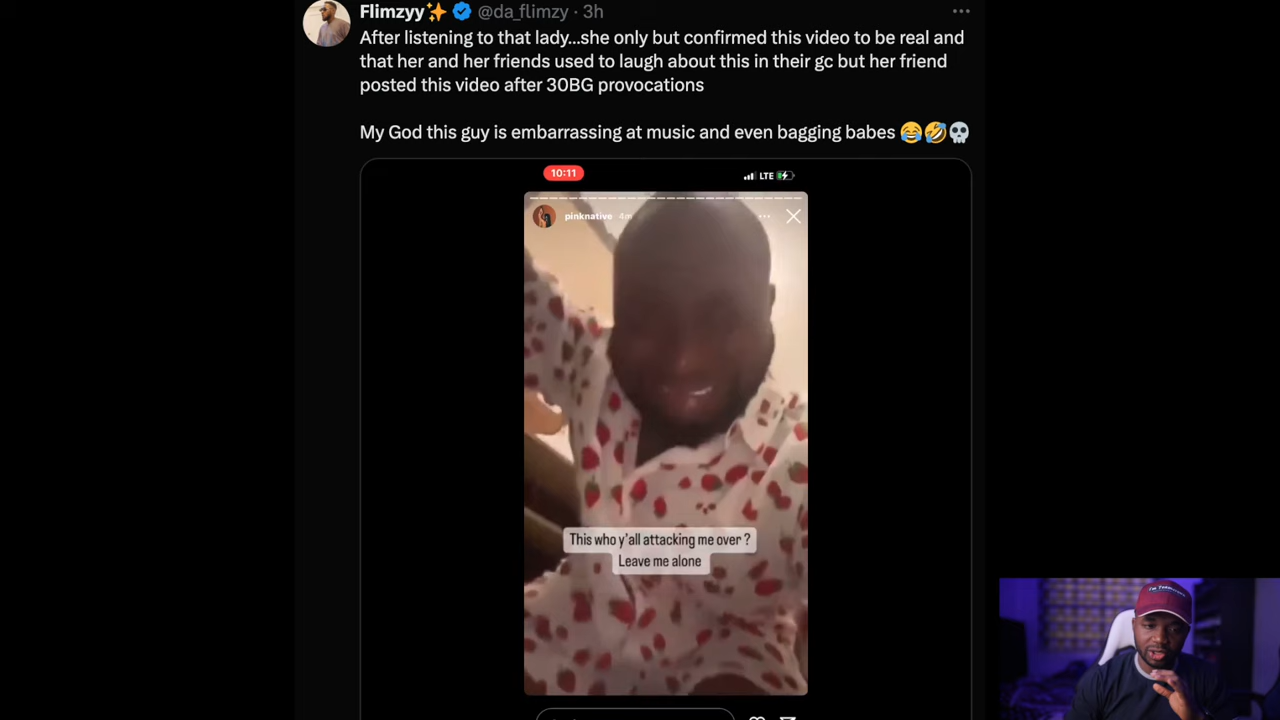 Flimzyy✨ @da_flimzy · 3h
After listening to that lady...she only but confirmed this video to be real and
that her and her friends used to laugh about this in their gc but her friend
posted this video after 30BG provocations
My God this guy is embarrassing at music and even bagging babes 😂🤣💀
10:11
LTE
pinknative 4m
This who y'all attacking me over ?
Leave me alone